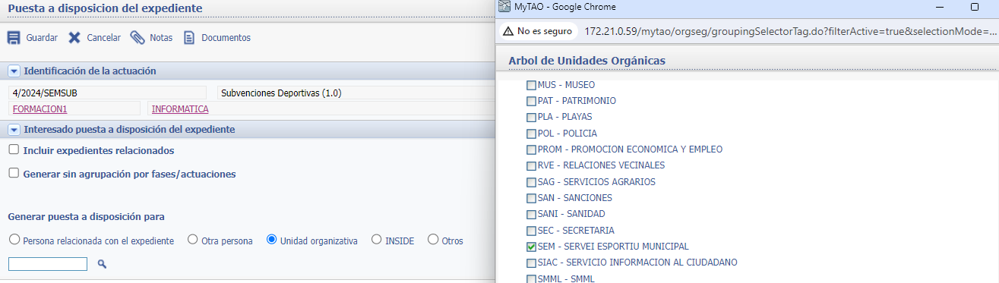 Puesta a disposicion del expediente
Guardar Cancelar Notas Documentos
Identificación de la actuación
4/2024/SEMSUB Subvenciones Deportivas (1.0)
FORMACION1 INFORMATICA
Interesado puesta a disposición del expediente
Incluir expedientes relacionados
Generar sin agrupación por fases/actuaciones
Generar puesta a disposición para
Persona relacionada con el expediente Otra persona Unidad organizativa INSIDE Otros
MyTAO - Google Chrome
No es seguro 172.21.0.59/mytao/orgseg/groupingSelectorTag.do?filterActive=true&selectionMode=...
Arbol de Unidades Orgánicas
MUS - MUSEO
PAT - PATRIMONIO
PLA - PLAYAS
POL - POLICIA
PROM - PROMOCION ECONOMICA Y EMPLEO
RVE - RELACIONES VECINALES
SAG - SERVICIOS AGRARIOS
SAN - SANCIONES
SANI - SANIDAD
SEC - SECRETARIA
SEM - SERVEI ESPORTIU MUNICIPAL
SIAC - SERVICIO INFORMACION AL CIUDADANO
SMML - SMML